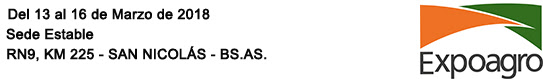 Del 13 al 16 de Marzo de 2018
Sede Estable
RN9, KM 225 - SAN NICOLÁS - BS.AS.
Expoagro